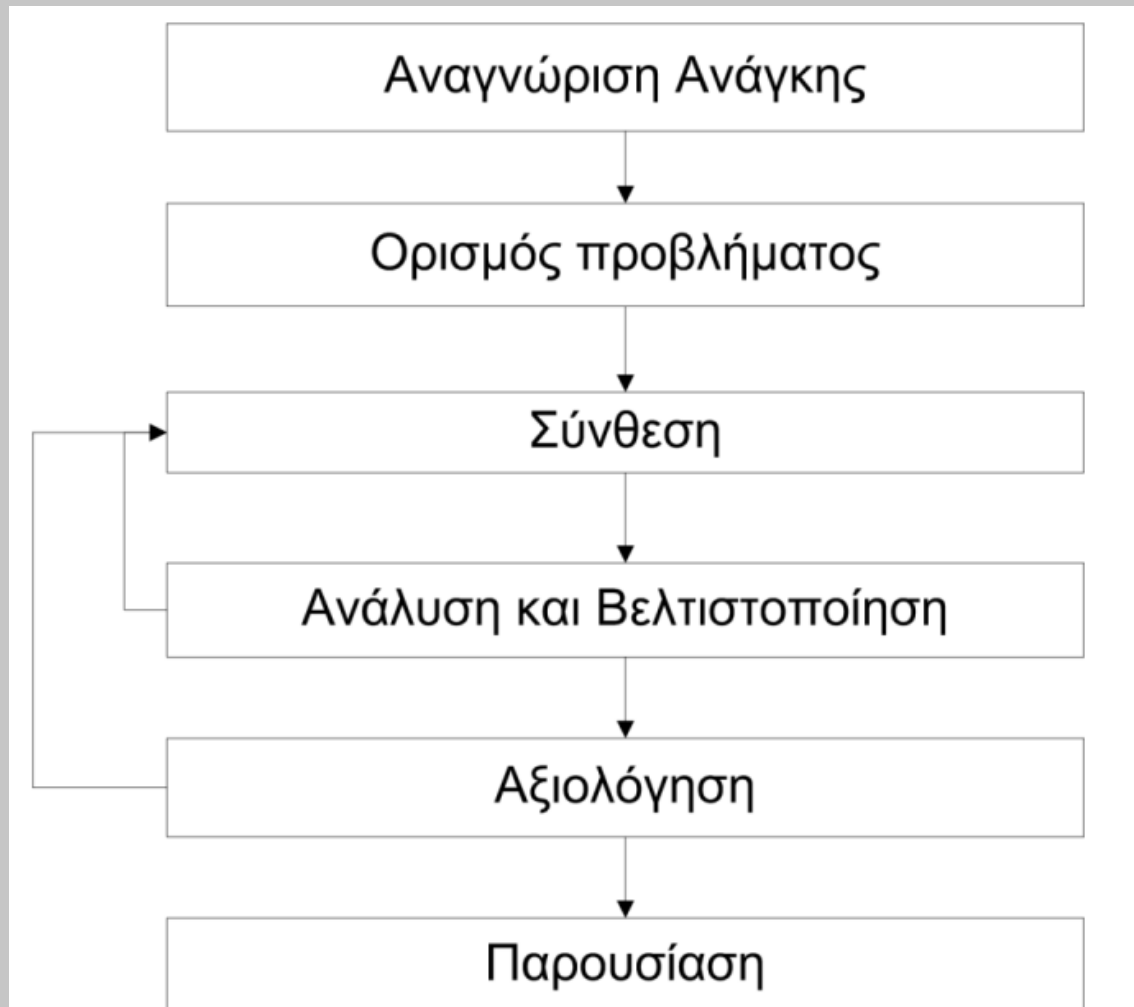 Αναγνώριση Ανάγκης
Ορισμός προβλήματος
Σύνθεση
Ανάλυση και Βελτιστοποίηση
Αξιολόγηση
Παρουσίαση